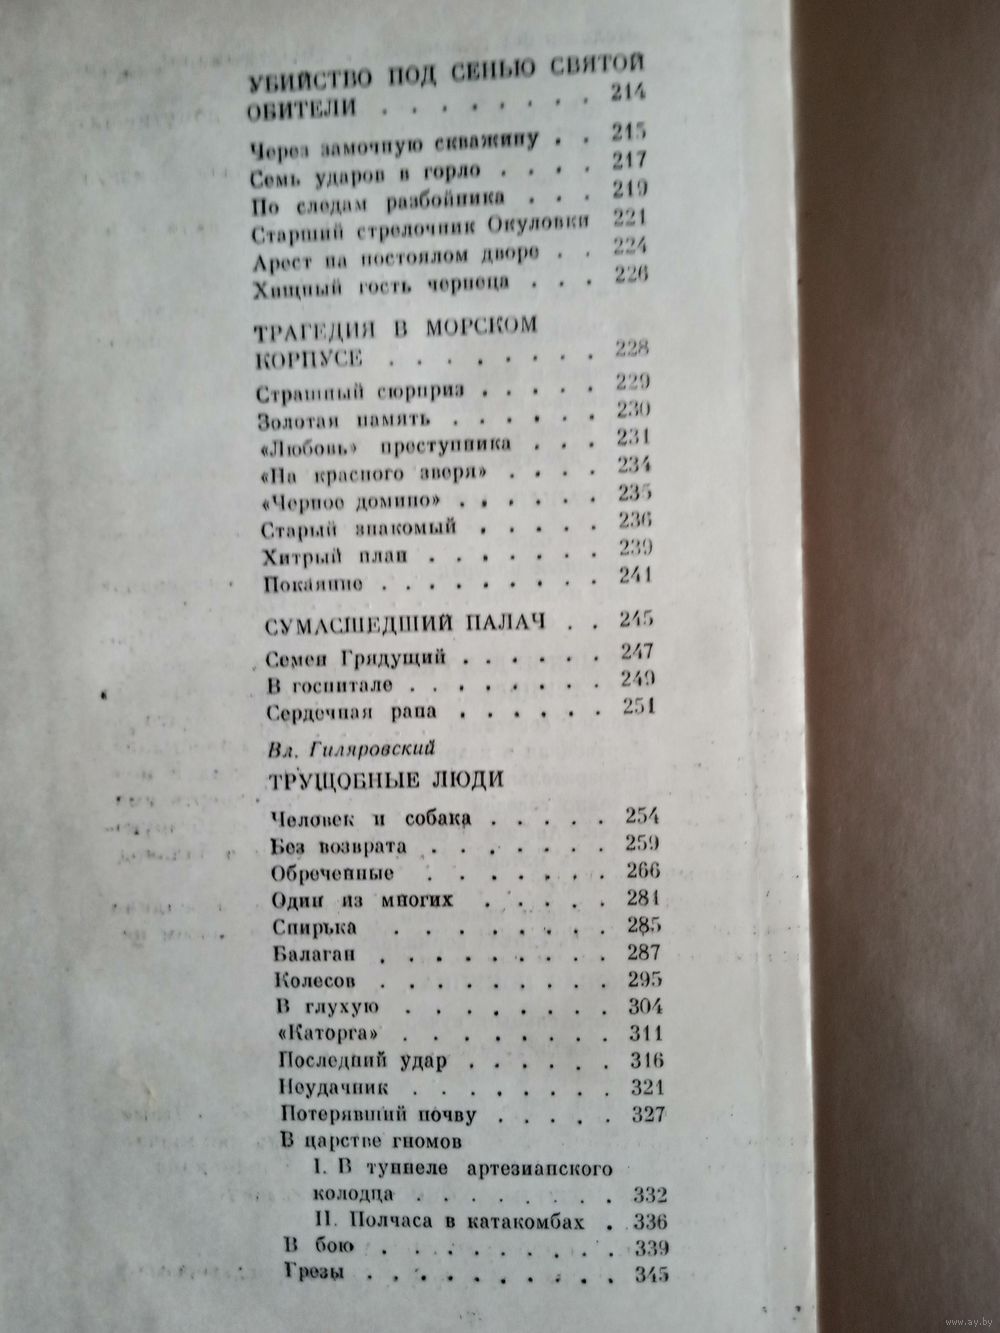 УБИЙСТВО ПОД СЕНЬЮ СВЯТОЙ
ОБИТЕЛИ . . . . . . . . 214
Через замочную скважину . . 215
Семь ударов в горло . . . . 217
По следам разбойника . . . 219
Старший стрелочник Окуловки 221
Арест на постоялом дворе . . 224
Хищный гость чернеца . . . 226
ТРАГЕДИЯ В МОРСКОМ
КОРПУСЕ . . . . . . . . 228
Страшный сюрприз . . . . . 229
Золотая память . . . . . . 230
«Любовь» преступника . . . 231
«На красного зверя» . . . . 234
«Черное домино» . . . . . . 235
Старый знакомый . . . . . 236
Хитрый план . . . . . . . 239
Покаяние . . . . . . . . . 241
СУМАСШЕДШИЙ ПАЛАЧ . . 245
Семен Грядущий . . . . . . 247
В госпитале . . . . . . . . 249
Сердечная рана . . . . . . 251
Вл. Гиляровский
ТРУЩОБНЫЕ ЛЮДИ
Человек и собака . . . . . 254
Без возврата . . . . . . . 259
Обреченные . . . . . . . 266
Один из многих . . . . . 281
Спирька . . . . . . . . 285
Балаган . . . . . . . . . 287
Колесов . . . . . . . . . 295
В глухую . . . . . . . . 304
«Каторга» . . . . . . . . 311
Последний удар . . . . . . 316
Неудачник . . . . . . . . 321
Потерявший почву . . . . . 327
В царстве гномов
I. В туннеле артезианского
колодца . . . . . . . . 332
II. Полчаса в катакомбах . 336
В бою . . . . . . . . . 339
Грезы . . . . . . . . . . 345
www.ay.by